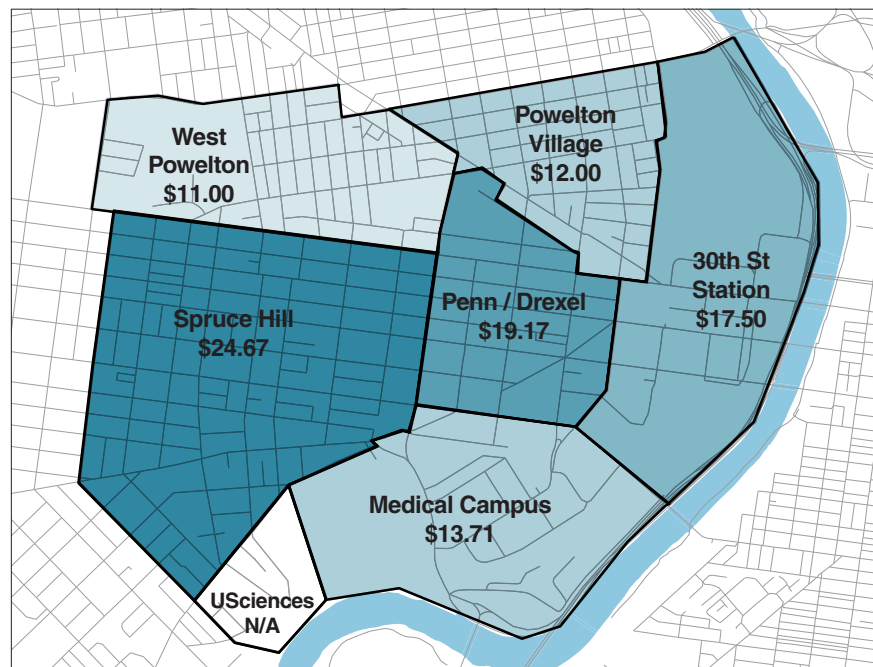 West
Powelton
$11.00
Powelton
Village
$12.00
30th St
Station
$17.50
Spruce Hill
$24.67
Penn / Drexel
$19.17
Medical Campus
$13.71
USciences
N/A